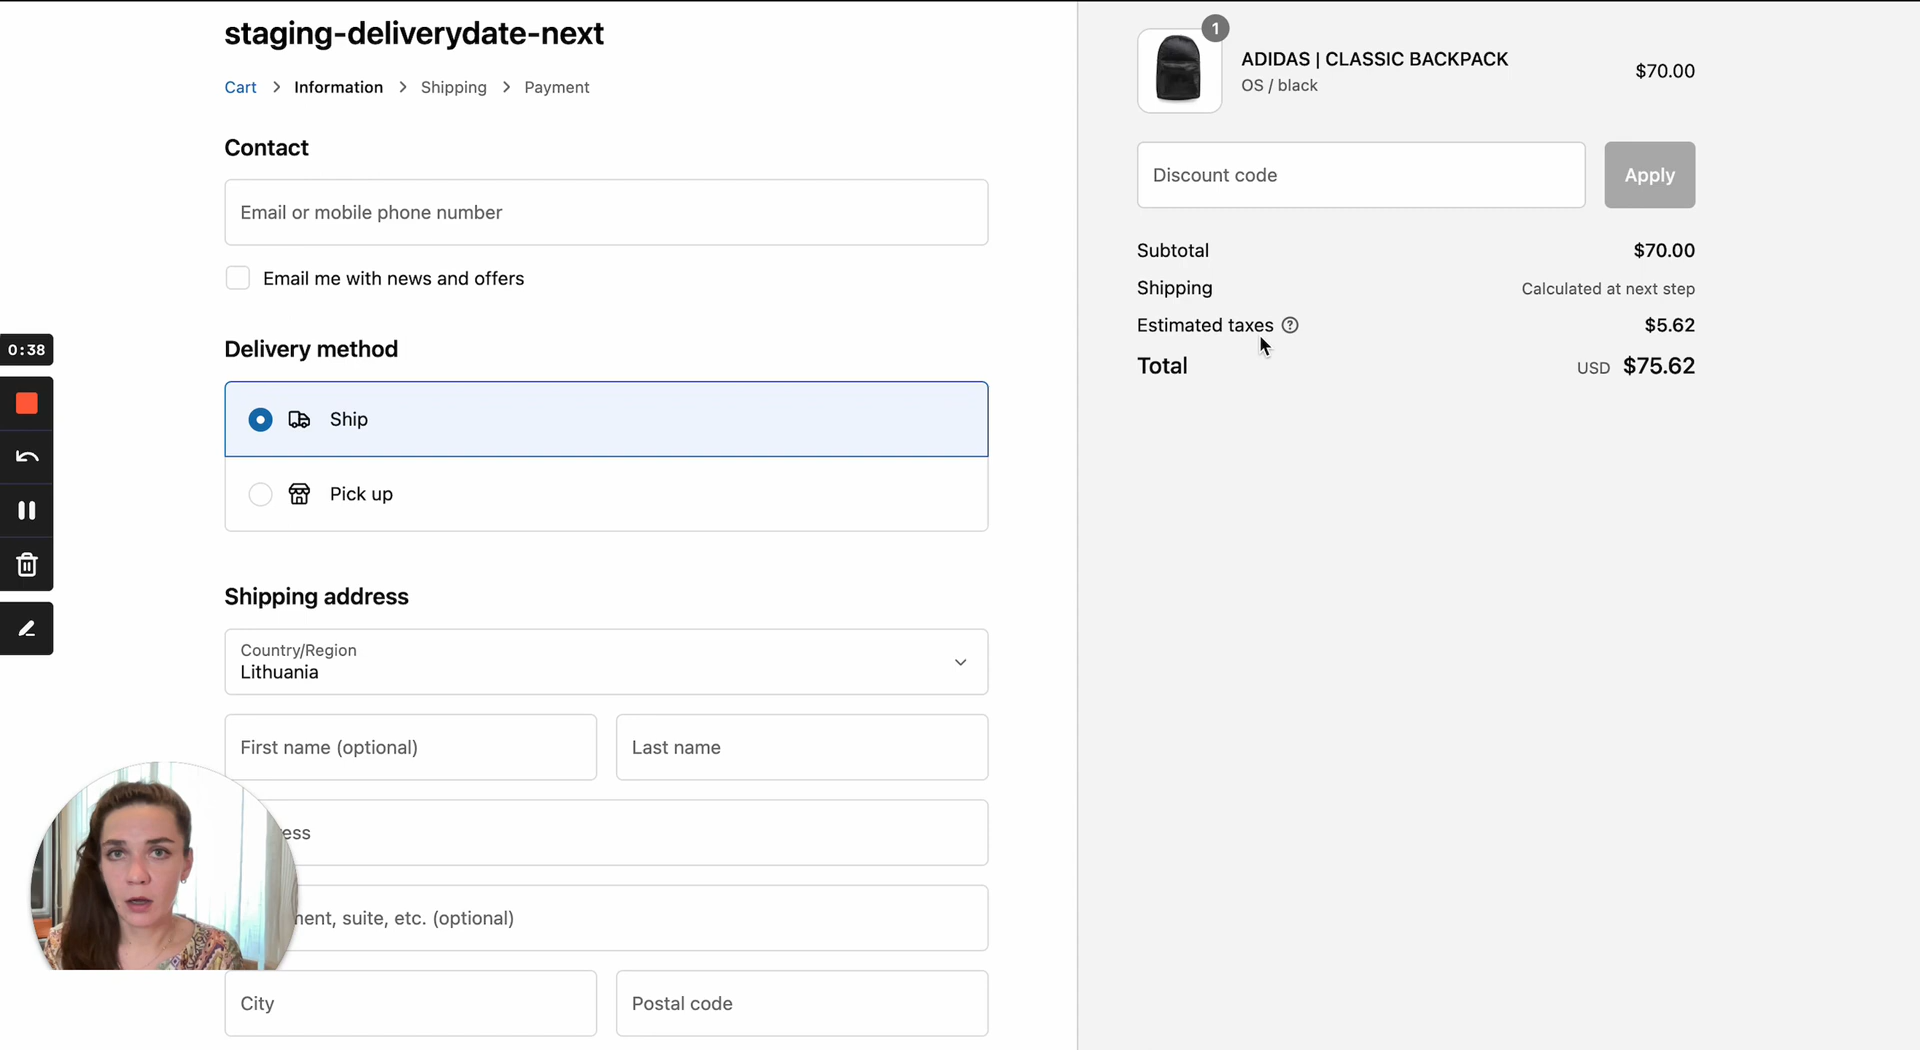 staging-deliverydate-next
Cart > Information > Shipping > Payment
Contact
Email or mobile phone number
Email me with news and offers
Delivery method
Ship
Pick up
Shipping address
Country/Region
Lithuania
First name (optional)
Last name
City
Postal code
suite, etc. (optional)
0:38
1
ADIDAS | CLASSIC BACKPACK
OS / black
$70.00
Discount code
Apply
Subtotal
$70.00
Shipping
Calculated at next step
Estimated taxes ?
$5.62
Total
USD $75.62